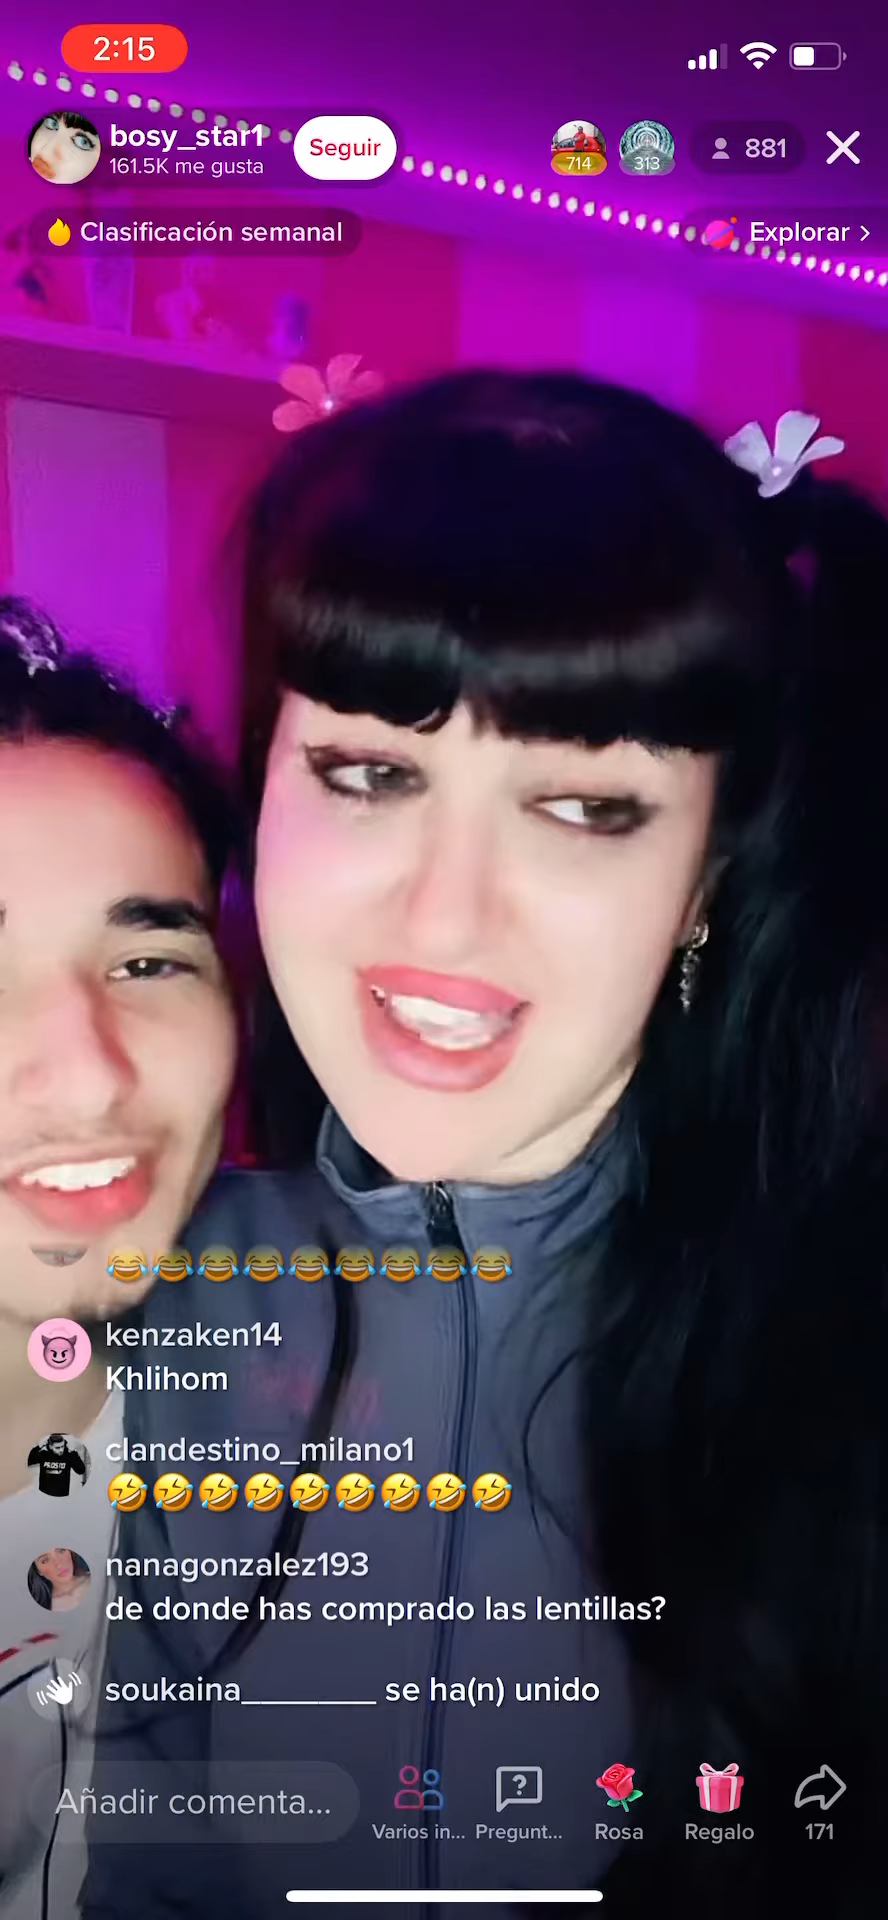 2:15
bosy_star1
161.5K me gusta
Seguir
714
313
881
Clasificación semanal
Explorar >
😂😂😂😂😂😂😂😂😂
kenzaken14
Khlihom
clandestino_milano1
🤣🤣🤣🤣🤣🤣🤣🤣🤣
nanagonzalez193
de donde has comprado las lentillas?
soukaina_______ se ha(n) unido
Añadir comenta...
Varios in...
Pregunt...
Rosa
Regalo
171